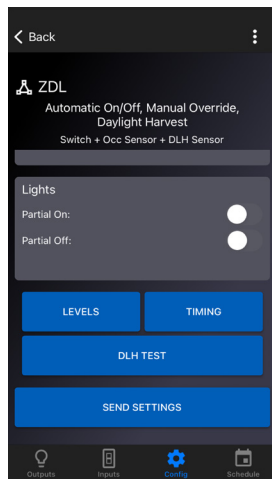 Back
ZDL
Automatic On/Off, Manual Override,
Daylight Harvest
Switch + Occ Sensor + DLH Sensor
Lights
Partial On:
Partial Off:
LEVELS
TIMING
DLH TEST
SEND SETTINGS
Outputs
Inputs
Config
Schedule